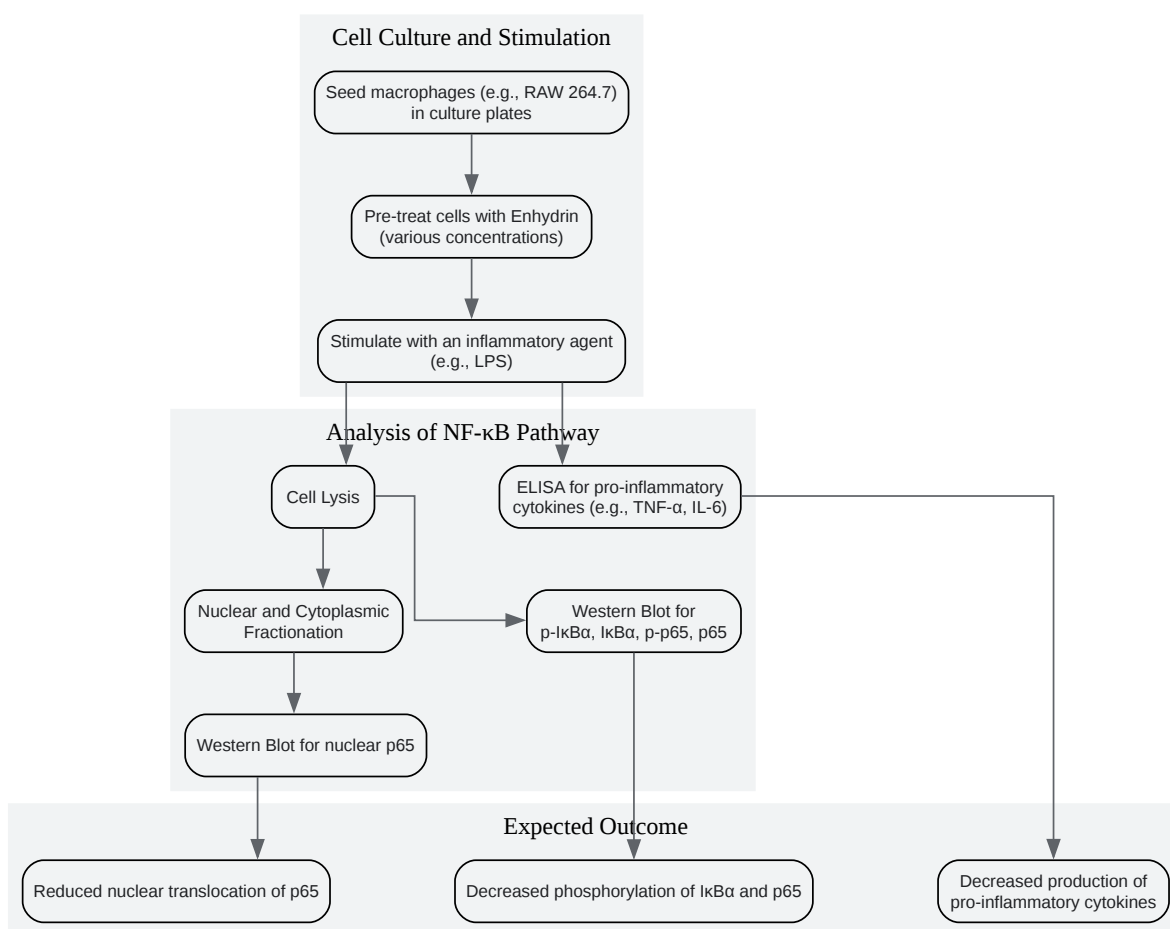 Cell Culture and Stimulation
Seed macrophages (e.g., RAW 264.7)
in culture plates
Pre-treat cells with Enhydrin
(various concentrations)
Stimulate with an inflammatory agent
(e.g., LPS)
Analysis of NF-κB Pathway
Cell Lysis
ELISA for pro-inflammatory
cytokines (e.g., TNF-α, IL-6)
Nuclear and Cytoplasmic
Fractionation
Western Blot for
p-IκBα, IκBα, p-p65, p65
Western Blot for nuclear p65
Expected Outcome
Reduced nuclear translocation of p65
Decreased phosphorylation of IκBα and p65
Decreased production of
pro-inflammatory cytokines